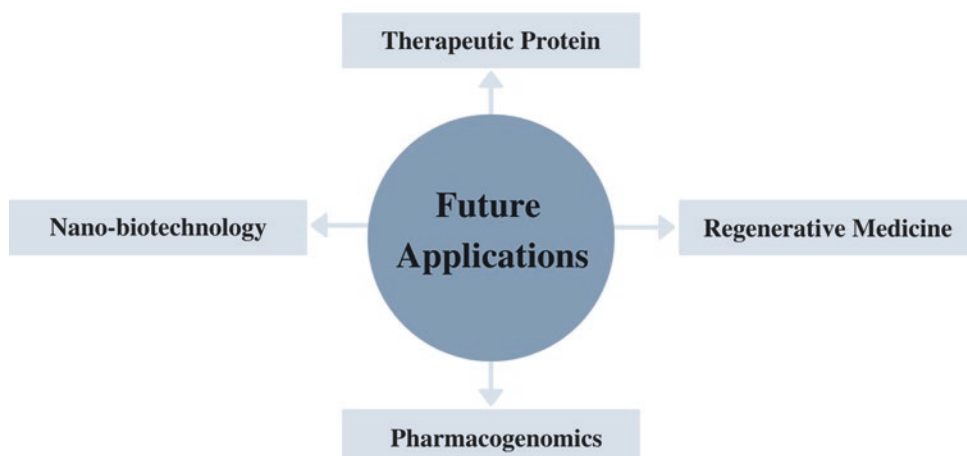 Therapeutic Protein
Future
Applications
Nano-biotechnology
Regenerative Medicine
Pharmacogenomics